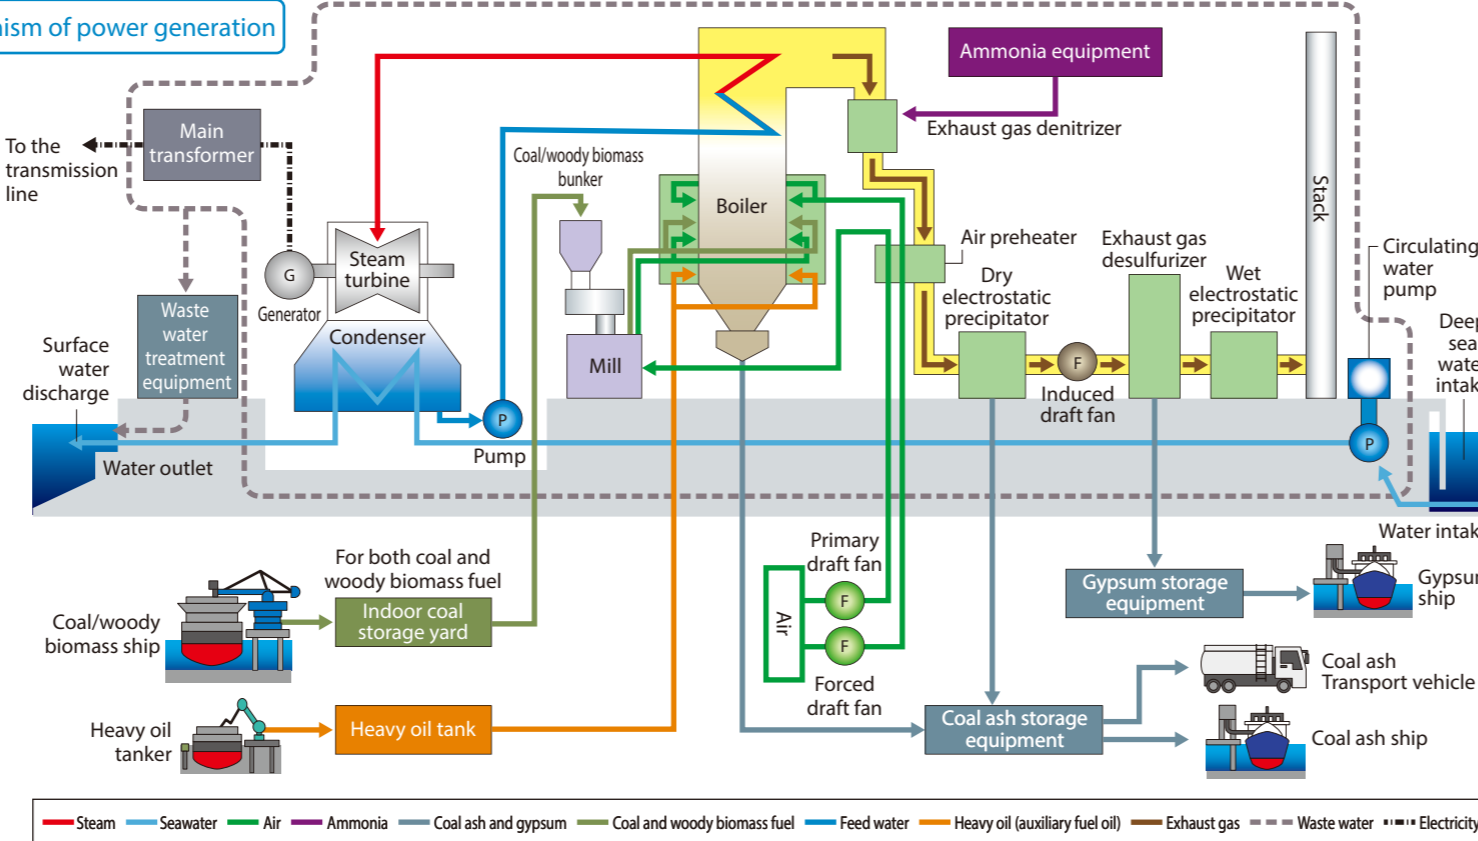 nism of power generation
Ammonia equipment
Main
transformer
To the
transmission
line
Exhaust gas denitrizer
Coal/woody biomass
bunker
Stack
Boiler
Air preheater
Exhaust gas
desulfurizer
Circulating
water
pump
Steam
turbine
G
Generator
Dry
electrostatic
precipitator
Wet
electrostatic
precipitator
Waste
water
treatment
equipment
Condenser
Surface
water
discharge
Deep
sea
wate
intak
Mill
F
Induced
draft fan
P
Pump
P
Water outlet
Water intak
Primary
draft fan
For both coal and
woody biomass fuel
Gypsum storage
equipment
Gypsum
ship
Coal/woody
biomass ship
Indoor coal
storage yard
Air
F
F
Forced
draft fan
Coal ash
Transport vehicle
Heavy oil
tanker
Heavy oil tank
Coal ash storage
equipment
Coal ash ship
Steam Seawater Air Ammonia Coal ash and gypsum Coal and woody biomass fuel Feed water Heavy oil (auxiliary fuel oil) Exhaust gas Waste water Electricity